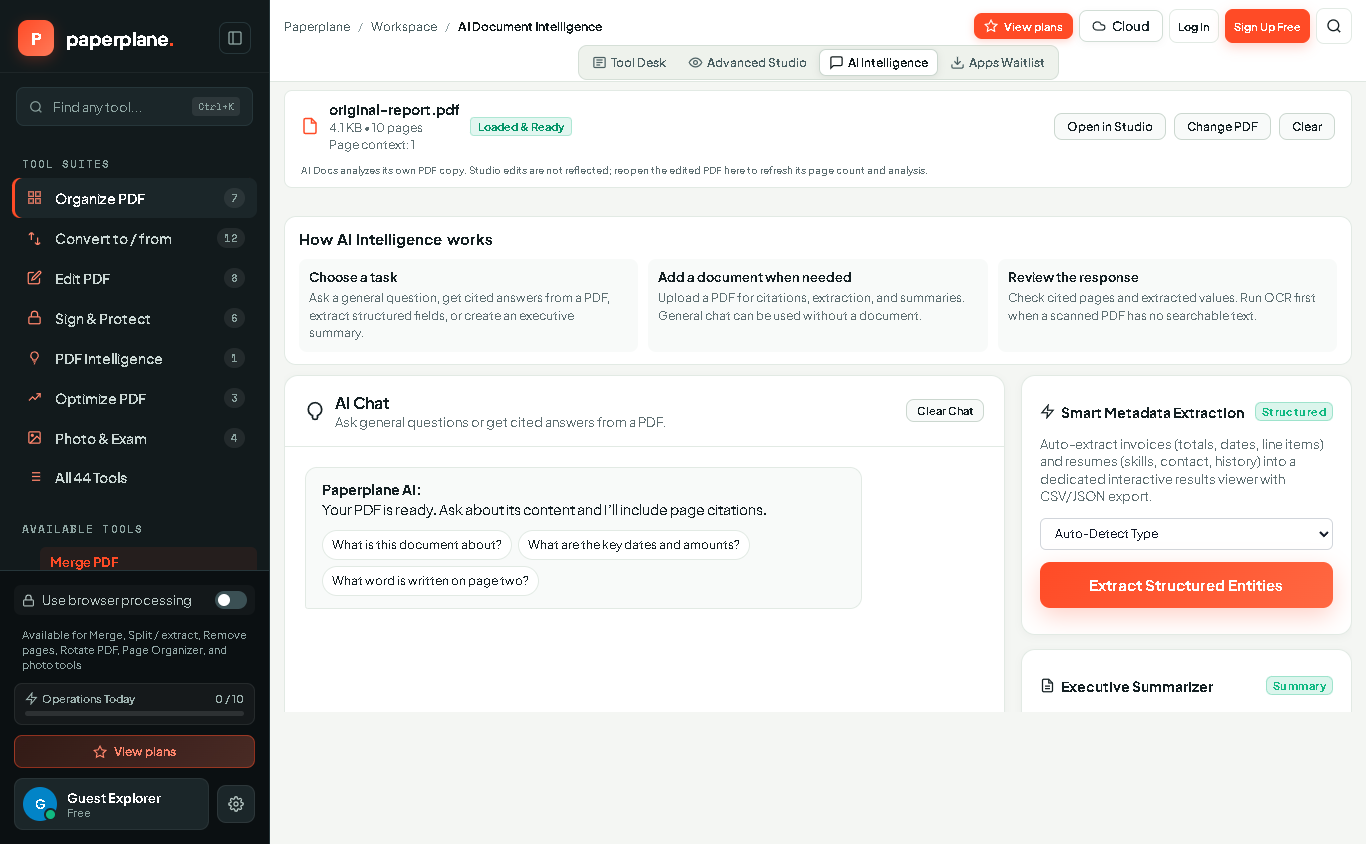 P paperplane.
Find any tool... Ctrl+K
TOOL SUITES
Organize PDF 7
Convert to / from 12
Edit PDF 8
Sign & Protect 6
PDF Intelligence 1
Optimize PDF 3
Photo & Exam 4
All 44 Tools
AVAILABLE TOOLS
Merge PDF
Use browser processing
Available for Merge, Split / extract, Remove
pages, Rotate PDF, Page Organizer, and
photo tools
Operations Today 0 / 10
View plans
G Guest Explorer
Free
Paperplane / Workspace / AI Document Intelligence
View plans Cloud Log In Sign Up Free
Tool Desk Advanced Studio AI Intelligence Apps Waitlist
original-report.pdf
4.1 KB • 10 pages
Page context: 1
Loaded & Ready
Open in Studio Change PDF Clear
AI Docs analyzes its own PDF copy. Studio edits are not reflected; reopen the edited PDF here to refresh its page count and analysis.
How AI Intelligence works
Choose a task
Ask a general question, get cited answers from a PDF,
extract structured fields, or create an executive
summary.
Add a document when needed
Upload a PDF for citations, extraction, and summaries.
General chat can be used without a document.
Review the response
Check cited pages and extracted values. Run OCR first
when a scanned PDF has no searchable text.
AI Chat
Ask general questions or get cited answers from a PDF.
Clear Chat
Paperplane AI:
Your PDF is ready. Ask about its content and I'll include page citations.
What is this document about? What are the key dates and amounts?
What word is written on page two?
Smart Metadata Extraction Structured
Auto-extract invoices (totals, dates, line items)
and resumes (skills, contact, history) into a
dedicated interactive results viewer with
CSV/JSON export.
Auto-Detect Type
Extract Structured Entities
Executive Summarizer Summary